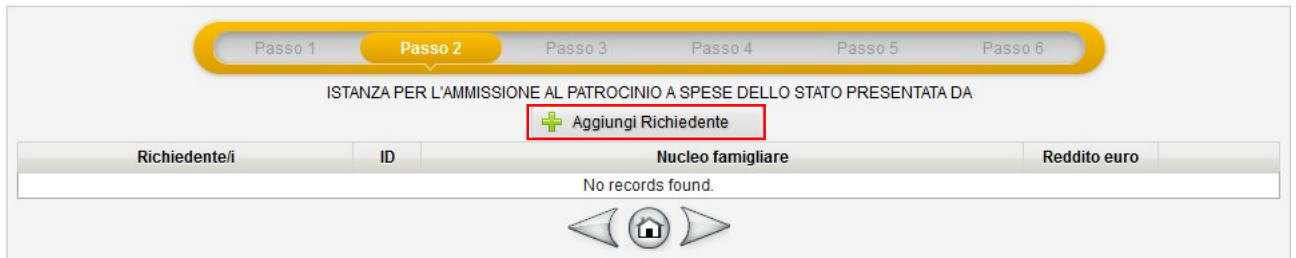 Passo 1 Passo 2 Passo 3 Passo 4 Passo 5 Passo 6
ISTANZA PER L'AMMISSIONE AL PATROCINIO A SPESE DELLO STATO PRESENTATA DA
Aggiungi Richiedente
Richiedente/i ID Nucleo famigliare Reddito euro
No records found.